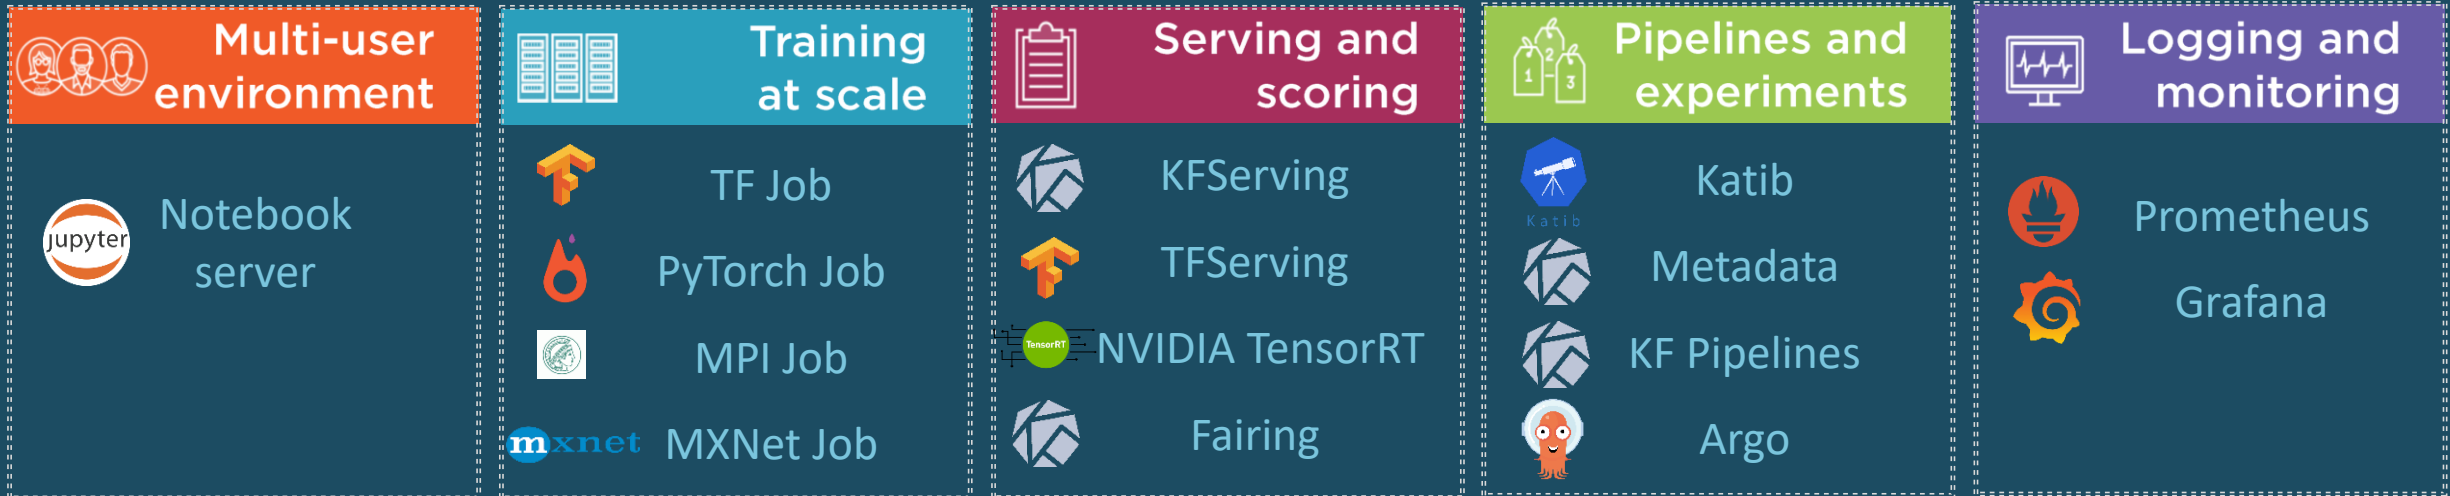 Multi-user
environment
jupyter
Notebook
server
Training
at scale
TF Job
PyTorch Job
MPI Job
mxnet MXNet Job
Serving and
scoring
KFServing
TFServing
TensorRT NVIDIA TensorRT
Fairing
1 2 3
Pipelines and
experiments
Katib
Katib
Metadata
KF Pipelines
Argo
Logging and
monitoring
Prometheus
Grafana